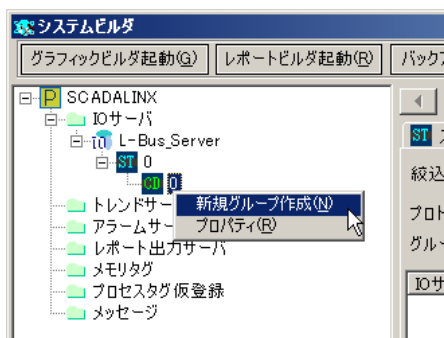 システムビルダ
グラフィックビルダ起動(G)
レポートビルダ起動(R)
バック
SCADALINX
IOサーバ
L-Bus_Server
ST 0
CD 0
新規グループ作成(N)
プロパティ(R)
トレンドサー
アラームサー
レポート出力サーバ
メモリタグ
プロセスタグ仮登録
メッセージ
ST
絞込
プロト
グルー
IOサ